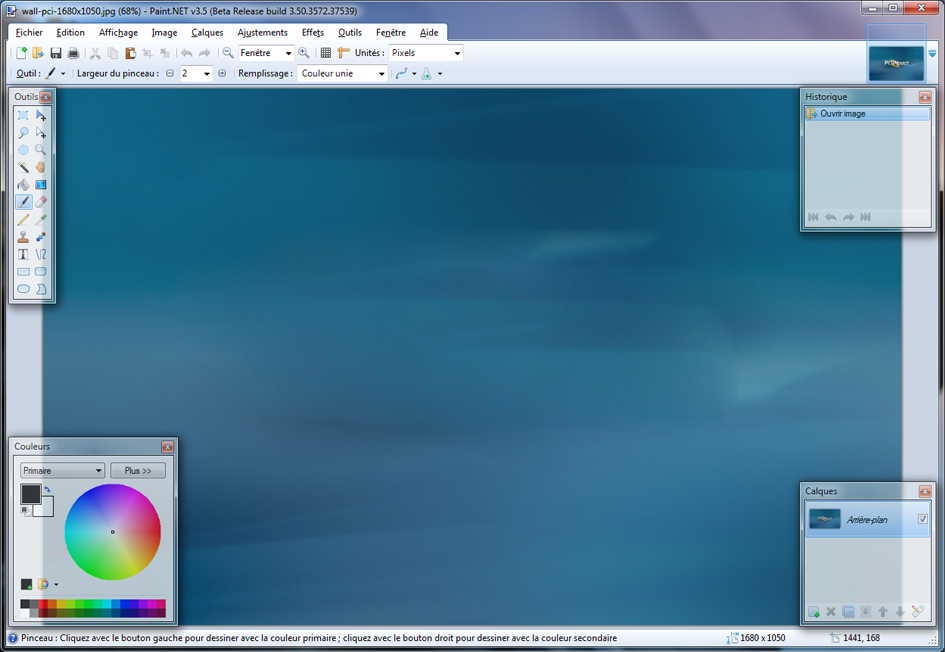 wall-pci-1680x1050.jpg (68%) - Paint.NET v3.5 (Beta Release build 3.50.3572.37539)
Fichier Edition Affichage Image Calques Ajustements Effets Outils Fenêtre Aide
Fenêtre Unités : Pixels
Outil : Largeur du pinceau : 2 Remplissage : Couleur unie
Outils
Historique
Ouvrir image
Couleurs
Primaire Plus >>
Calques
Arrière-plan
Pinceau : Cliquez avec le bouton gauche pour dessiner avec la couleur primaire ; cliquez avec le bouton droit pour dessiner avec la couleur secondaire 1680 x 1050 1441, 168